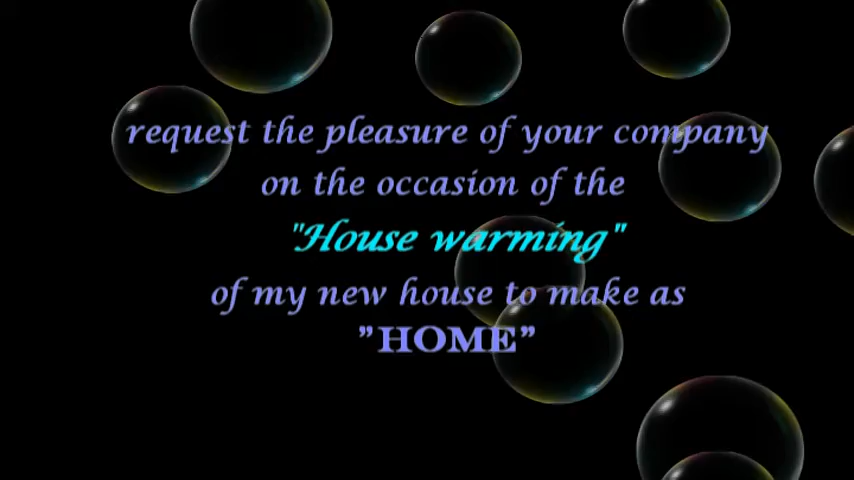 request the pleasure of your company
on the occasion of the
"House warming"
of my new house to make as
”HOME”